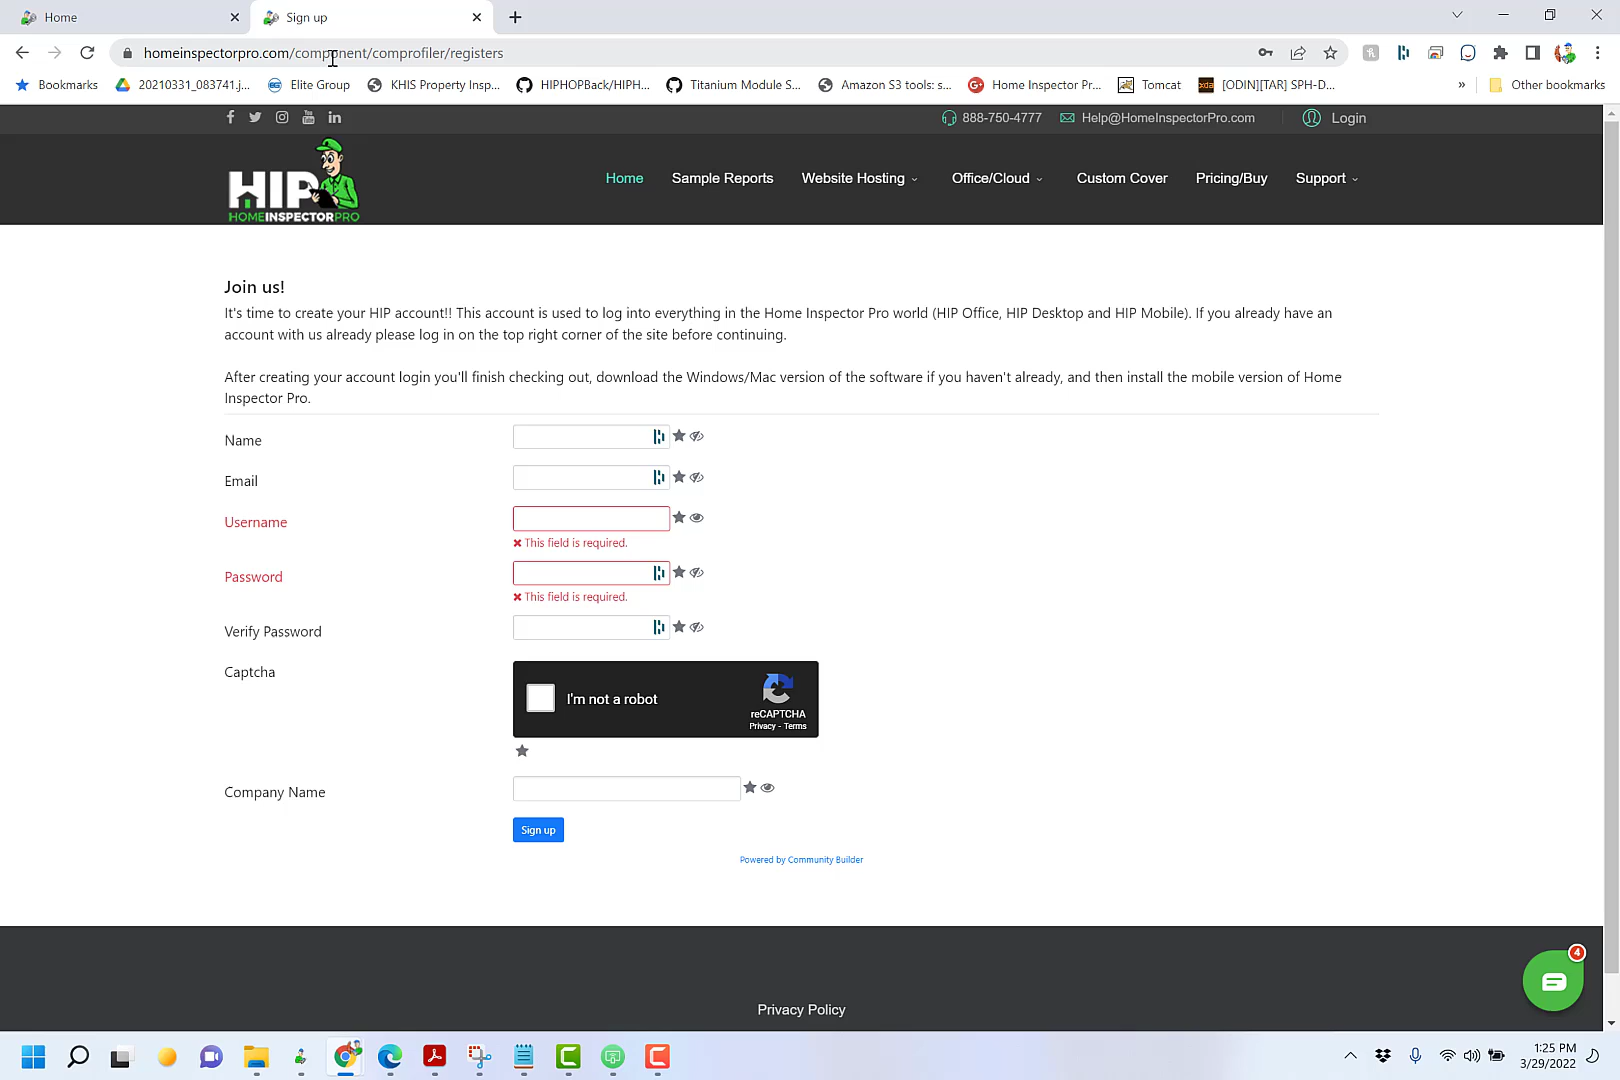 Home
Sign up
homeinspectorpro.com/component/comprofiler/registers
Bookmarks
20210331_083741.j...
Elite Group
KHIS Property Insp...
HIPHOPBack/HIPH...
Titanium Module S...
Amazon S3 tools: s...
Home Inspector Pr...
Tomcat
[ODIN][TAR] SPH-D...
»
Other bookmarks
888-750-4777
Help@HomeInspectorPro.com
Login
HIP
HOMEINSPECTORPRO
Home
Sample Reports
Website Hosting
Office/Cloud
Custom Cover
Pricing/Buy
Support
Join us!
It's time to create your HIP account!! This account is used to log into everything in the Home Inspector Pro world (HIP Office, HIP Desktop and HIP Mobile). If you already have an
account with us already please log in on the top right corner of the site before continuing.
After creating your account login you'll finish checking out, download the Windows/Mac version of the software if you haven't already, and then install the mobile version of Home
Inspector Pro.
Name
Email
Username
This field is required.
Password
This field is required.
Verify Password
Captcha
I'm not a robot
reCAPTCHA
Privacy - Terms
Company Name
Sign up
Powered by Community Builder
4
Privacy Policy
1:25 PM
3/29/2022